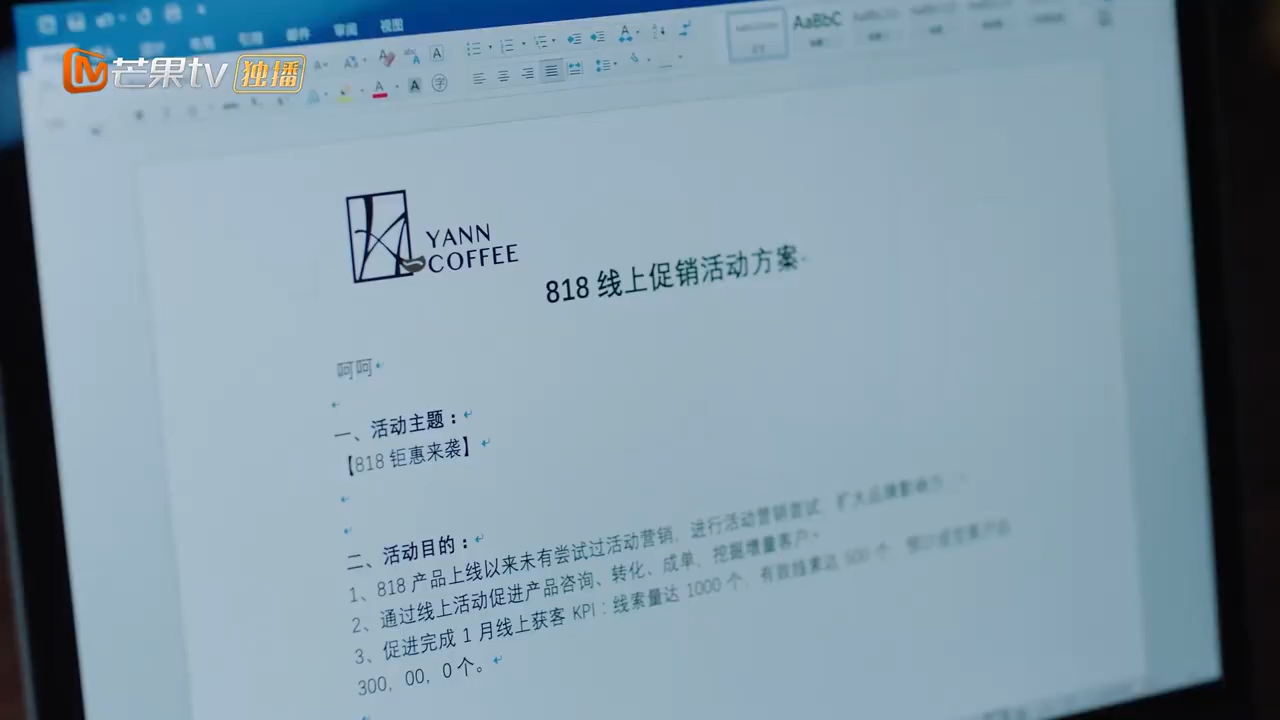 审阅 视图
芒果tv 独播
AaBbC
YANN
COFFEE
818 线上促销活动方案
呵呵
一、活动主题：
【818 钜惠来袭】
二、活动目的：
1、818 产品上线以来未有尝试过活动营销，进行活动营销尝试，扩大品牌影响力
2、通过线上活动促进产品咨询、转化、成单，挖掘增量客户。
3、促进完成 1 月线上获客 KPI：线索量达 1000 个，有效线索达 500 个，
300，00，0 个。